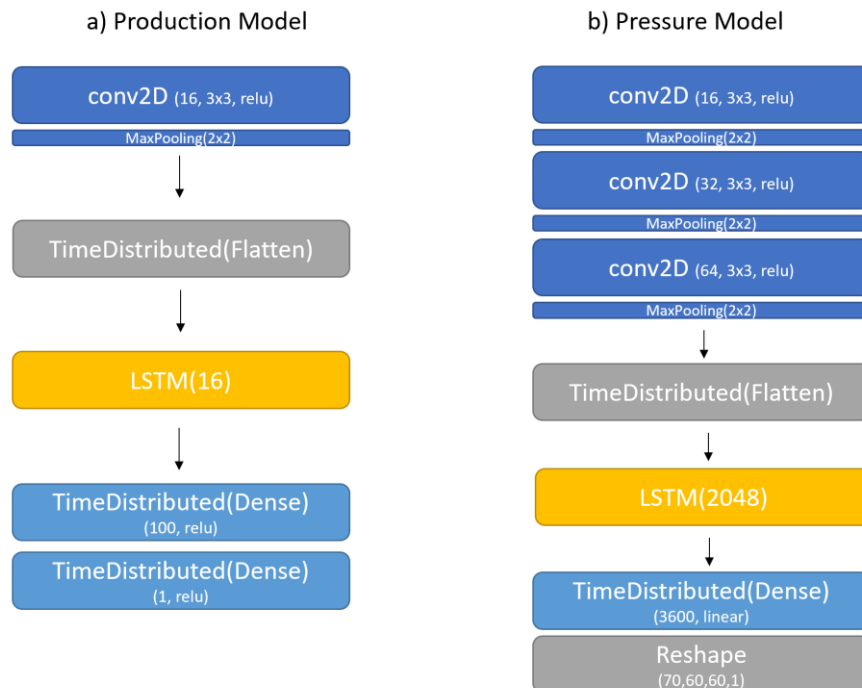 a) Production Model
conv2D (16, 3x3, relu)
MaxPooling(2x2)
TimeDistributed(Flatten)
LSTM(16)
TimeDistributed(Dense)
(100, relu)
TimeDistributed(Dense)
(1, relu)
b) Pressure Model
conv2D (16, 3x3, relu)
MaxPooling(2x2)
conv2D (32, 3x3, relu)
MaxPooling(2x2)
conv2D (64, 3x3, relu)
MaxPooling(2x2)
TimeDistributed(Flatten)
LSTM(2048)
TimeDistributed(Dense)
(3600, linear)
Reshape
(70,60,60,1)